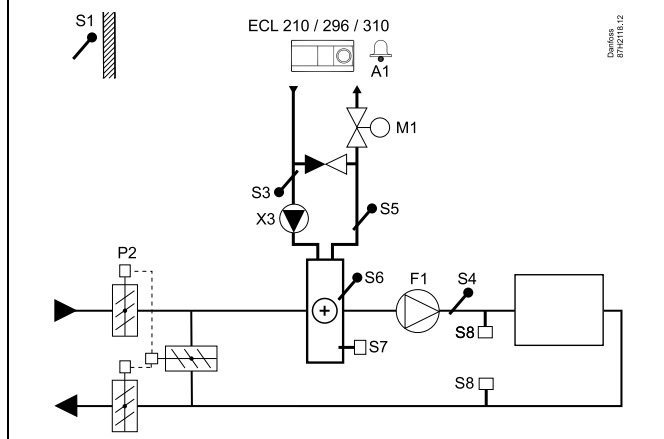 S1
ECL 210 / 296 / 310
A1
Danfoss
87H2118.12
M1
S3
S5
X3
P2
S6
F1
S4
S8
S7
S8